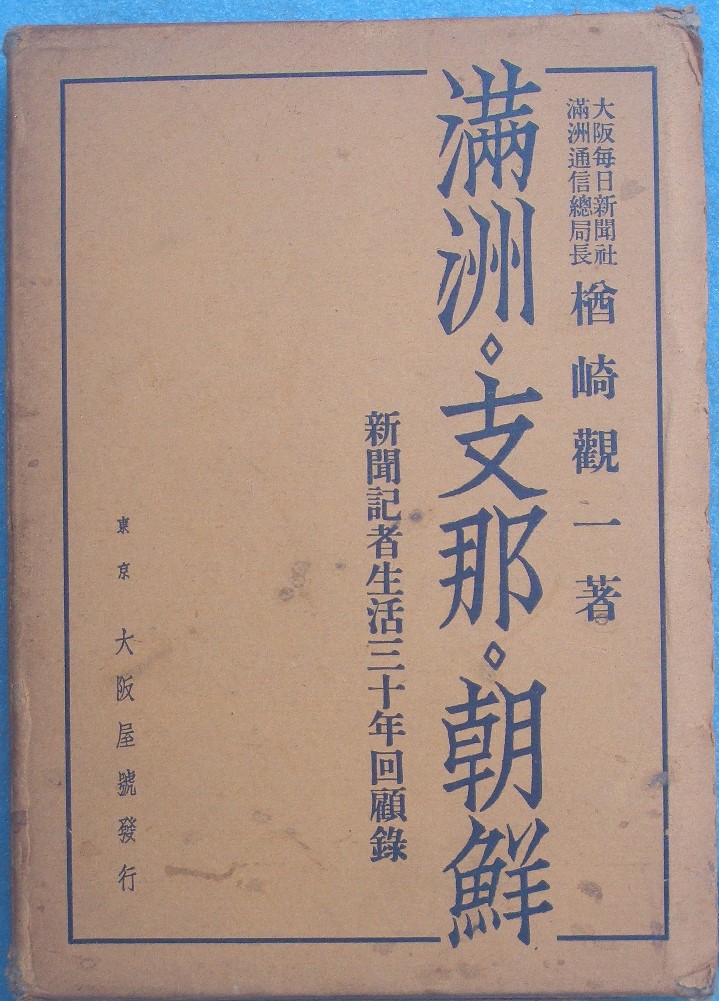 大阪每日新聞社
滿洲通信總局長
楢崎觀一著
滿洲◇支那◇朝鮮
新聞記者生活三十年回顧錄
東京 大阪屋號發行